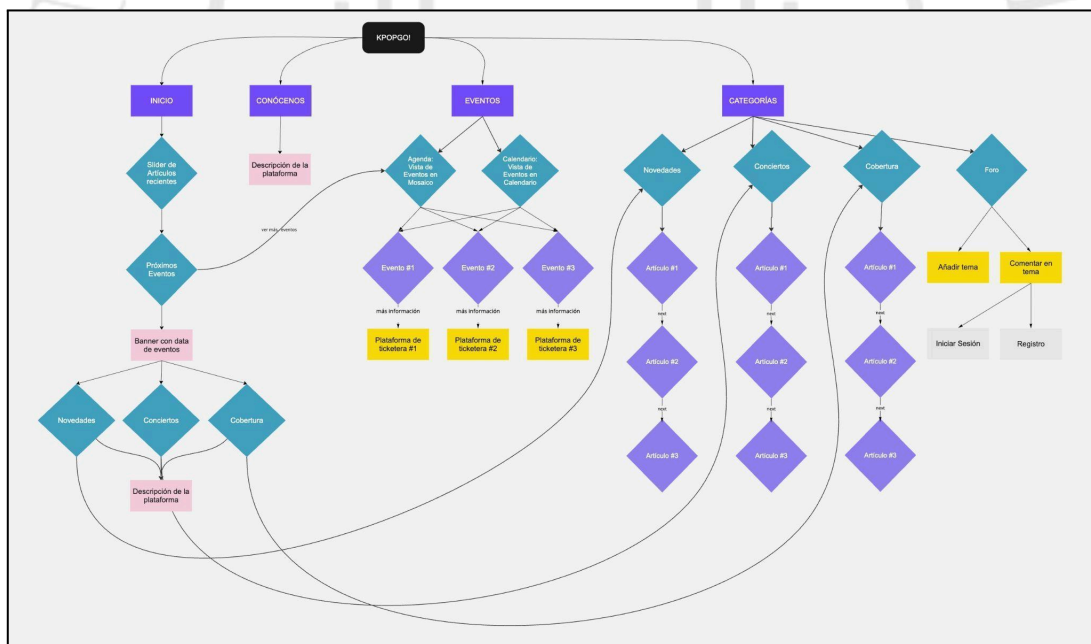 KPOPGO!
INICIO
CONÓCENOS
EVENTOS
CATEGORÍAS
Slider de
Artículos
recientes
Descripción de la
plataforma
Agenda:
Vista de
Eventos en
Mosaico
Calendario:
Vista de
Eventos en
Calendario
Novedades
Conciertos
Cobertura
Foro
ver más eventos
Próximos
Eventos
Evento #1
Evento #2
Evento #3
Artículo #1
Artículo #1
Artículo #1
Añadir tema
Comentar en
tema
más información
más información
más información
Plataforma de
ticketera #1
Plataforma de
ticketera #2
Plataforma de
ticketera #3
next
next
next
Iniciar Sesión
Registro
Banner con data
de eventos
Artículo #2
Artículo #2
Artículo #2
Novedades
Conciertos
Cobertura
next
next
next
Artículo #3
Artículo #3
Artículo #3
Descripción de la
plataforma